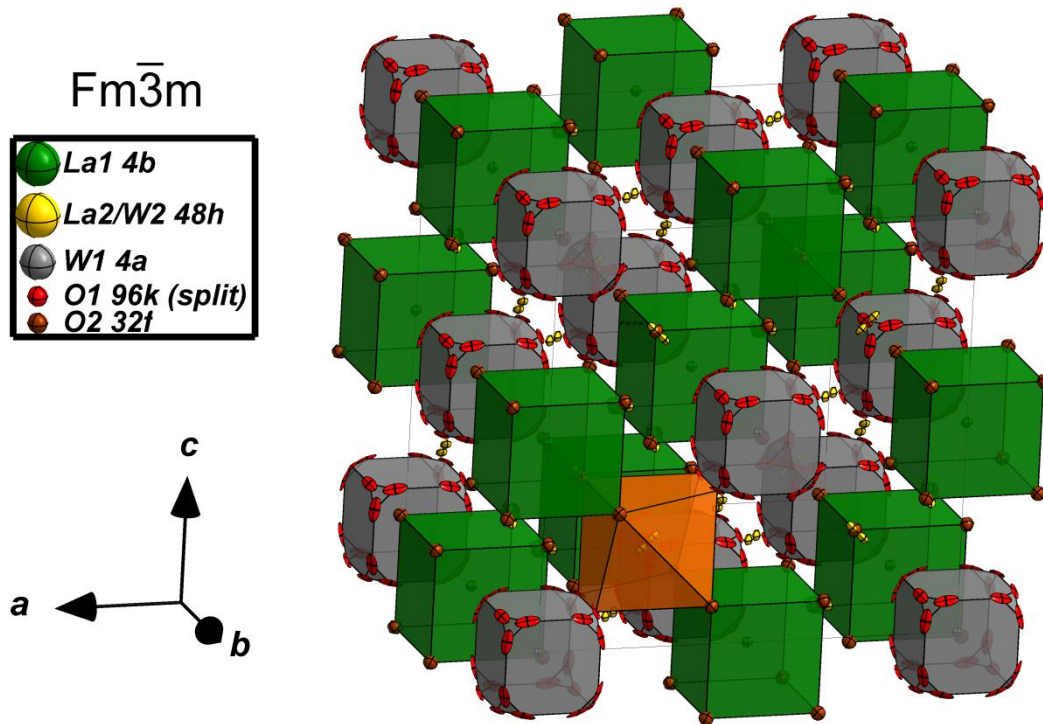 Fm3̅m
La1 4b
La2/W2 48h
W1 4a
O1 96k (split)
O2 32f
c
a
b